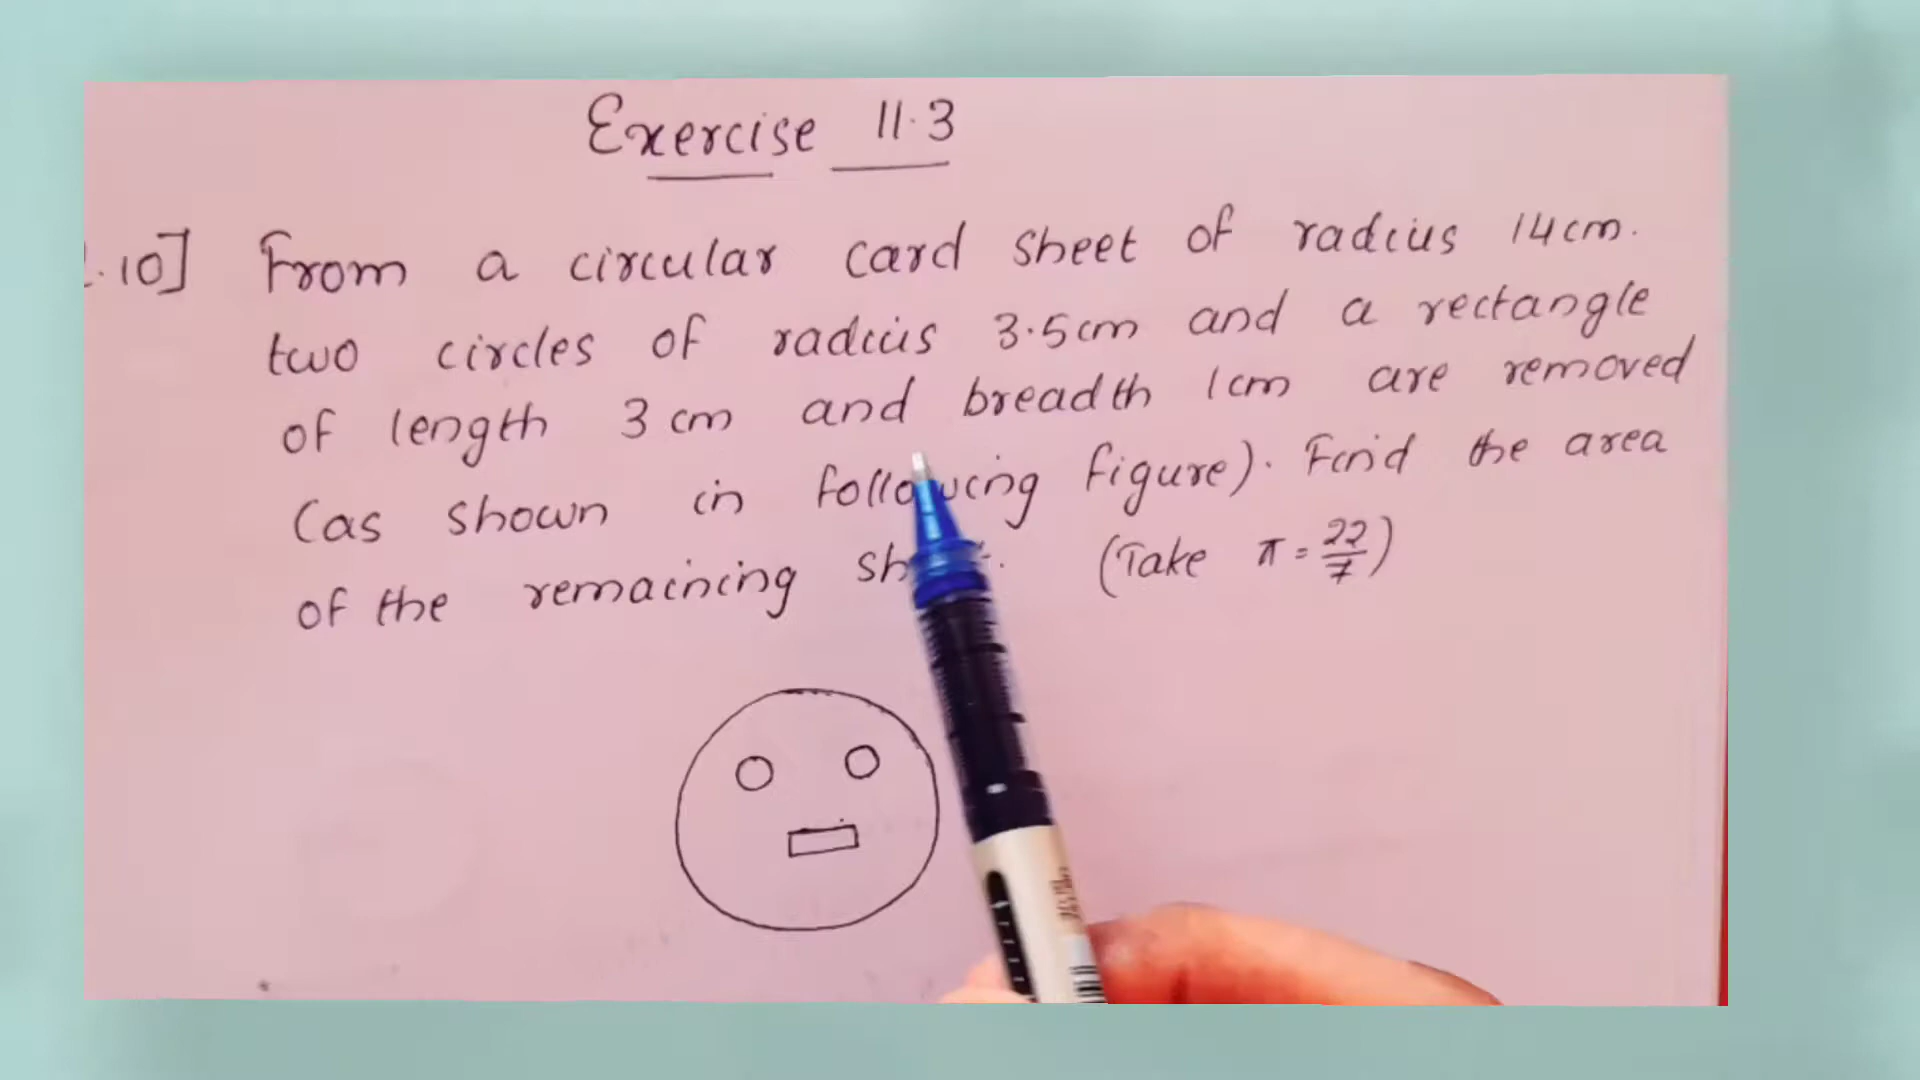 Exercise 11.3
.10] From a circular card sheet of radius 14cm.
two circles of radius 3.5cm and a rectangle
of length 3cm and breadth 1cm are removed
(as shown in following figure). Find the area
of the remaining (Take π = 22/7)